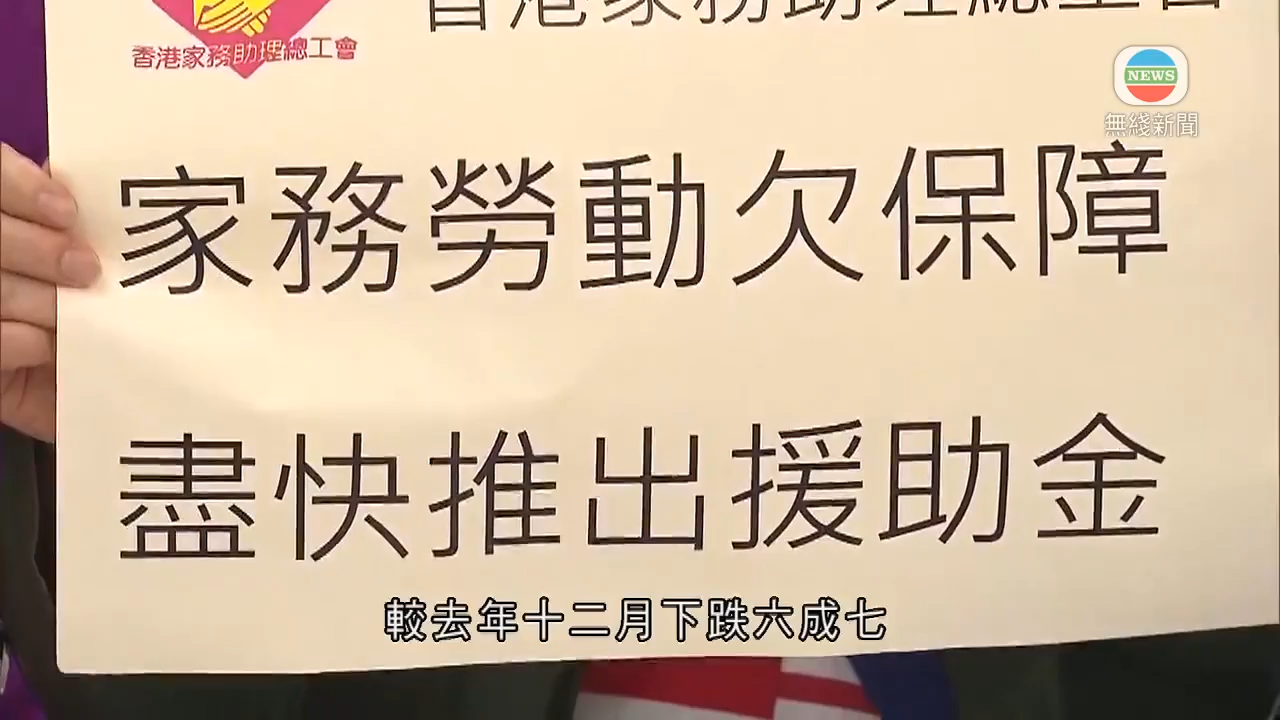 香港家務助理總工會
香港家務助理總工會
NEWS
無綫新聞
家務勞動欠保障
盡快推出援助金
較去年十二月下跌六成七